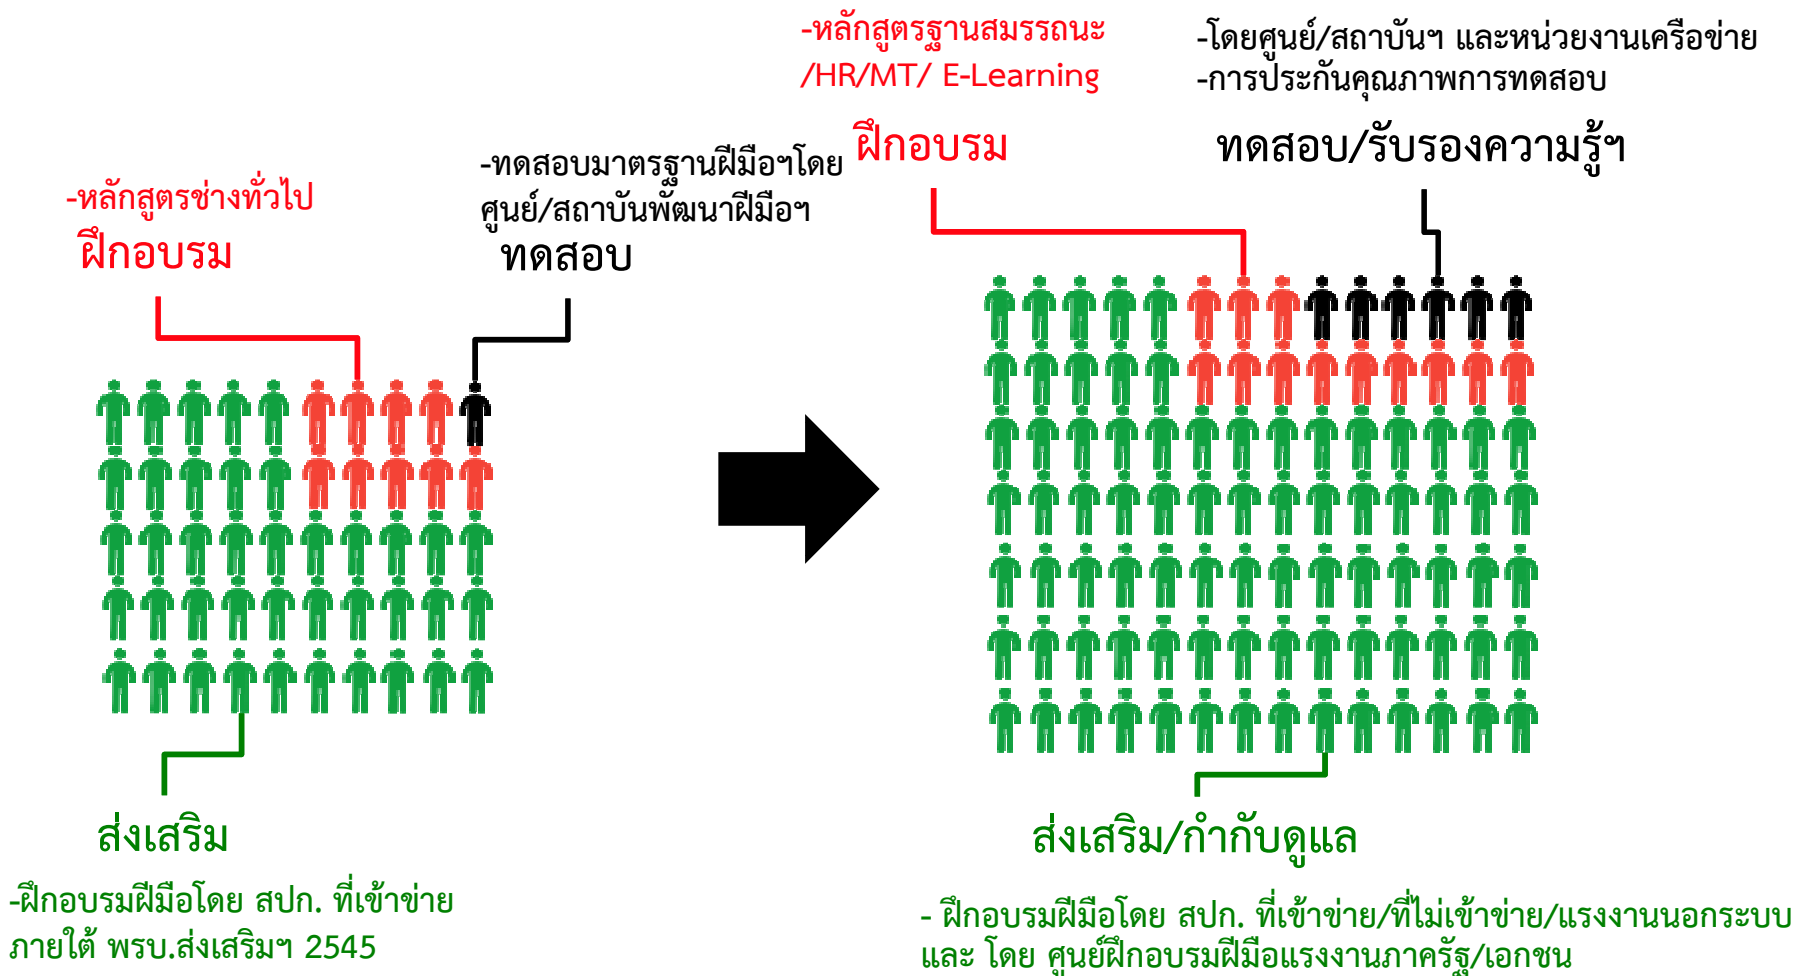 -หลักสูตรช่างทั่วไป
ฝึกอบรม
-ทดสอบมาตรฐานฝีมือฯโดย
ศูนย์/สถาบันพัฒนาฝีมือฯ
ทดสอบ
ส่งเสริม
-ฝึกอบรมฝีมือโดย สปก. ที่เข้าข่าย
ภายใต้ พรบ.ส่งเสริมฯ 2545
-หลักสูตรฐานสมรรถนะ
/HR/MT/ E-Learning
ฝึกอบรม
-โดยศูนย์/สถาบันฯ และหน่วยงานเครือข่าย
-การประกันคุณภาพการทดสอบ
ทดสอบ/รับรองความรู้ฯ
ส่งเสริม/กำกับดูแล
- ฝึกอบรมฝีมือโดย สปก. ที่เข้าข่าย/ที่ไม่เข้าข่าย/แรงงานนอกระบบ
และ โดย ศูนย์ฝึกอบรมฝีมือแรงงานภาครัฐ/เอกชน